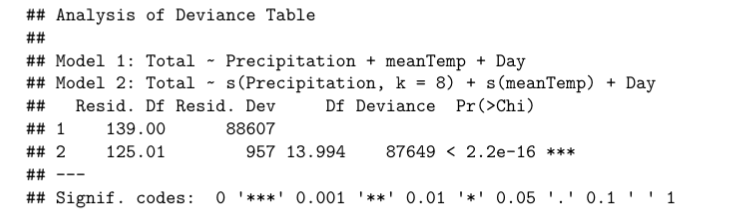 ## Analysis of Deviance Table
##
## Model 1: Total ~ Precipitation + meanTemp + Day
## Model 2: Total ~ s(Precipitation, k = 8) + s(meanTemp) + Day
##   Resid. Df Resid. Dev     Df Deviance  Pr(>Chi)
## 1    139.00      88607
## 2    125.01        957 13.994    87649 < 2.2e-16 ***
## ---
## Signif. codes:  0 '***' 0.001 '**' 0.01 '*' 0.05 '.' 0.1 ' ' 1